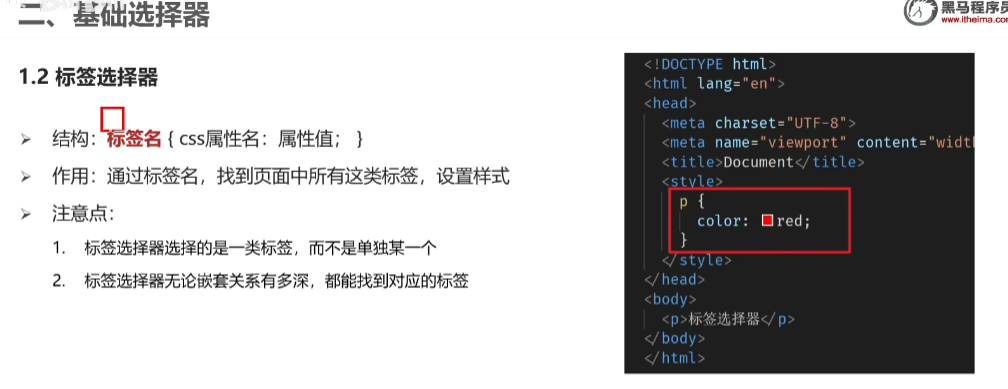 二、基础选择器
黑马程序员
www.itheima.com
1.2 标签选择器
结构：标签名 { css属性名：属性值； }
作用：通过标签名，找到页面中所有这类标签，设置样式
注意点：
1. 标签选择器选择的是一类标签，而不是单独某一个
2. 标签选择器无论嵌套关系有多深，都能找到对应的标签
<!DOCTYPE html>
<html lang="en">
<head>
<meta charset="UTF-8">
<meta name="viewport" content="widt
<title>Document</title>
<style>
p {
color: red;
}
</style>
</head>
<body>
<p>标签选择器</p>
</body>
</html>